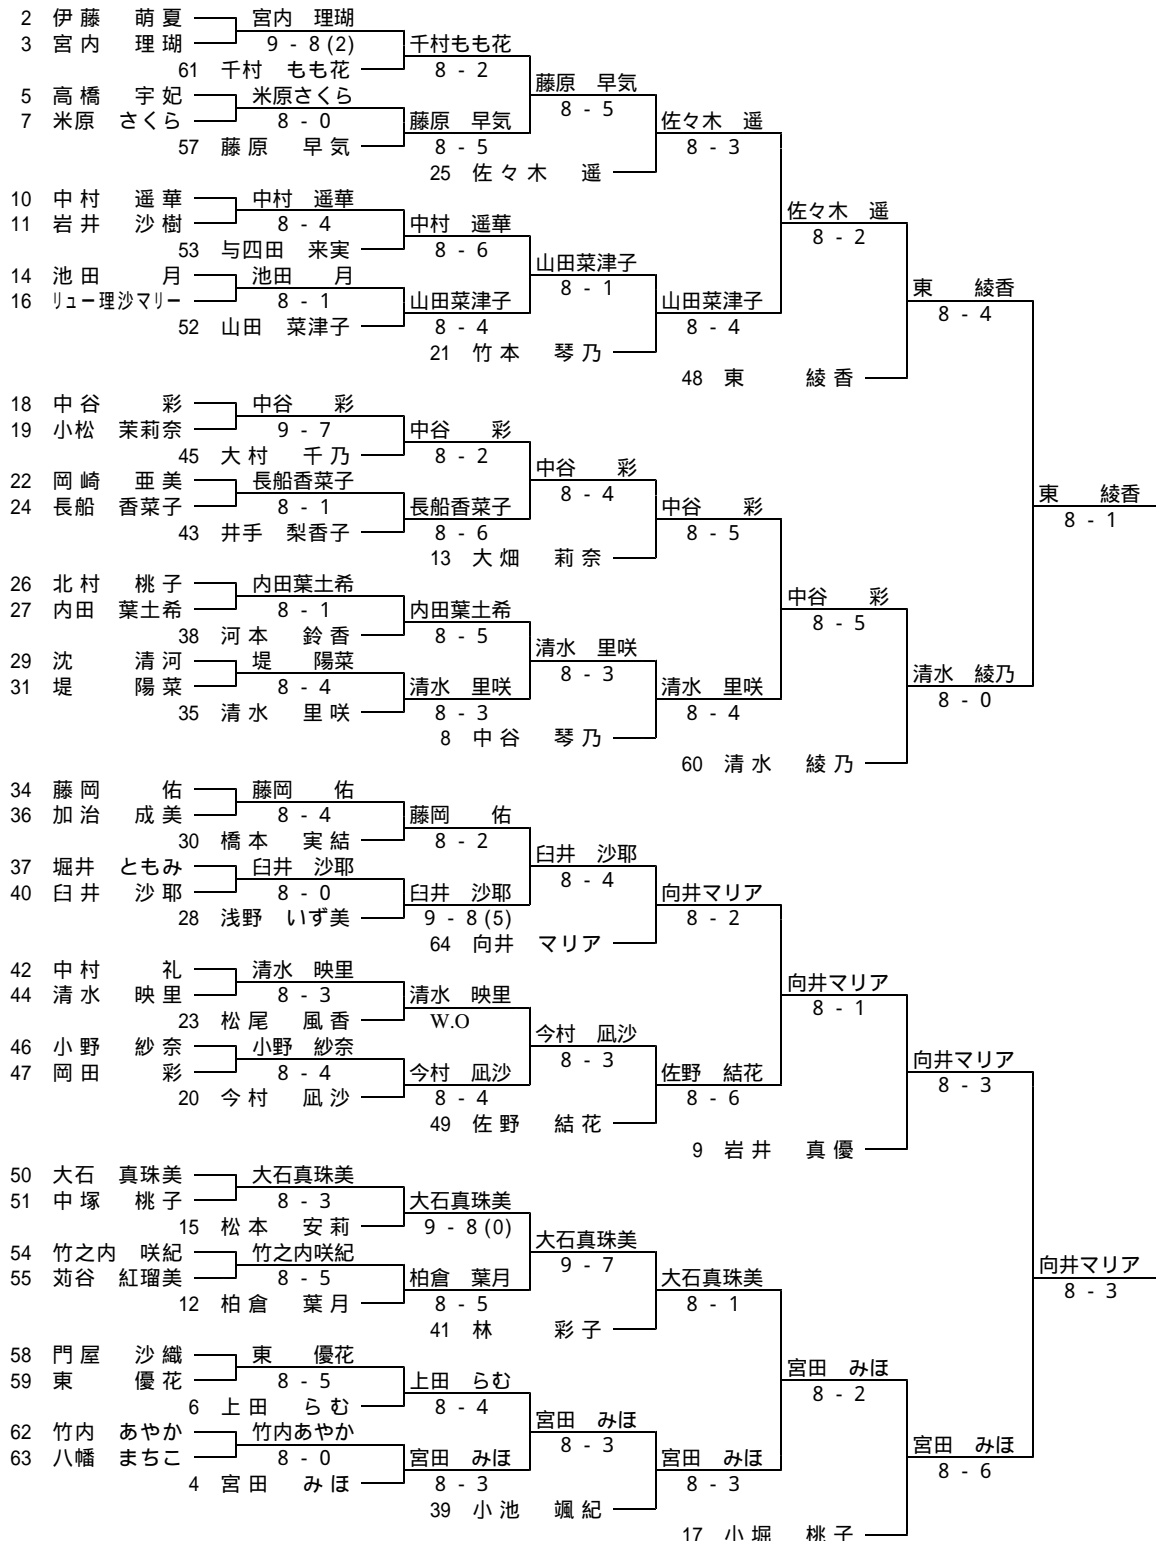 2 伊藤 萌夏 宮内 理瑚
3 宮内 理瑚 9 - 8 (2) 千村もも花
61 千村 もも花 8 - 2
藤原 早気
5 高橋 宇妃 米原さくら 8 - 5
7 米原 さくら 8 - 0 藤原 早気 佐々木 遥
57 藤原 早気 8 - 5 8 - 3
25 佐々木 遥
10 中村 遥華 中村 遥華 佐々木 遥
11 岩井 沙樹 8 - 4 中村 遥華 8 - 2
53 与四田 来実 8 - 6
山田菜津子
14 池田 月 池田 月 8 - 1 東 綾香
16 リュー理沙マリー 8 - 1 山田菜津子 山田菜津子 8 - 4
52 山田 菜津子 8 - 4 8 - 4
21 竹本 琴乃
48 東 綾香
18 中谷 彩 中谷 彩
19 小松 茉莉奈 9 - 7 中谷 彩
45 大村 千乃 8 - 2
中谷 彩
22 岡崎 亜美 長船香菜子 8 - 4 東 綾香
24 長船 香菜子 8 - 1 長船香菜子 中谷 彩 8 - 1
43 井手 梨香子 8 - 6 8 - 5
13 大畑 莉奈
26 北村 桃子 内田葉土希 中谷 彩
27 内田 葉土希 8 - 1 内田葉土希 8 - 5
38 河本 鈴香 8 - 5
清水 里咲
29 沈 清河 堤 陽菜 8 - 3 清水 綾乃
31 堤 陽菜 8 - 4 清水 里咲 清水 里咲 8 - 0
35 清水 里咲 8 - 3 8 - 4
8 中谷 琴乃
60 清水 綾乃
34 藤岡 佑 藤岡 佑
36 加治 成美 8 - 4 藤岡 佑
30 橋本 実結 8 - 2
臼井 沙耶
37 堀井 ともみ 臼井 沙耶 8 - 4
40 臼井 沙耶 8 - 0 臼井 沙耶 向井マリア
28 浅野 いず美 9 - 8 (5) 8 - 2
64 向井 マリア
42 中村 礼 清水 映里 向井マリア
44 清水 映里 8 - 3 清水 映里 8 - 1
23 松尾 風香 W.O
今村 凪沙
46 小野 紗奈 小野 紗奈 8 - 3 向井マリア
47 岡田 彩 8 - 4 今村 凪沙 佐野 結花 8 - 3
20 今村 凪沙 8 - 4 8 - 6
49 佐野 結花
9 岩井 真優
50 大石 真珠美 大石真珠美
51 中塚 桃子 8 - 3 大石真珠美
15 松本 安莉 9 - 8 (0)
大石真珠美
54 竹之内 咲紀 竹之内咲紀 9 - 7 向井マリア
55 苅谷 紅瑠美 8 - 5 柏倉 葉月 大石真珠美 8 - 3
12 柏倉 葉月 8 - 5 8 - 1
41 林 彩子
58 門屋 沙織 東 優花 宮田 みほ
59 東 優花 8 - 5 上田 らむ 8 - 2
6 上田 らむ 8 - 4
宮田 みほ
62 竹内 あやか 竹内あやか 8 - 3 宮田 みほ
63 八幡 まちこ 8 - 0 宮田 みほ 宮田 みほ 8 - 6
4 宮田 みほ 8 - 3 8 - 3
39 小池 颯紀
17 小堀 桃子